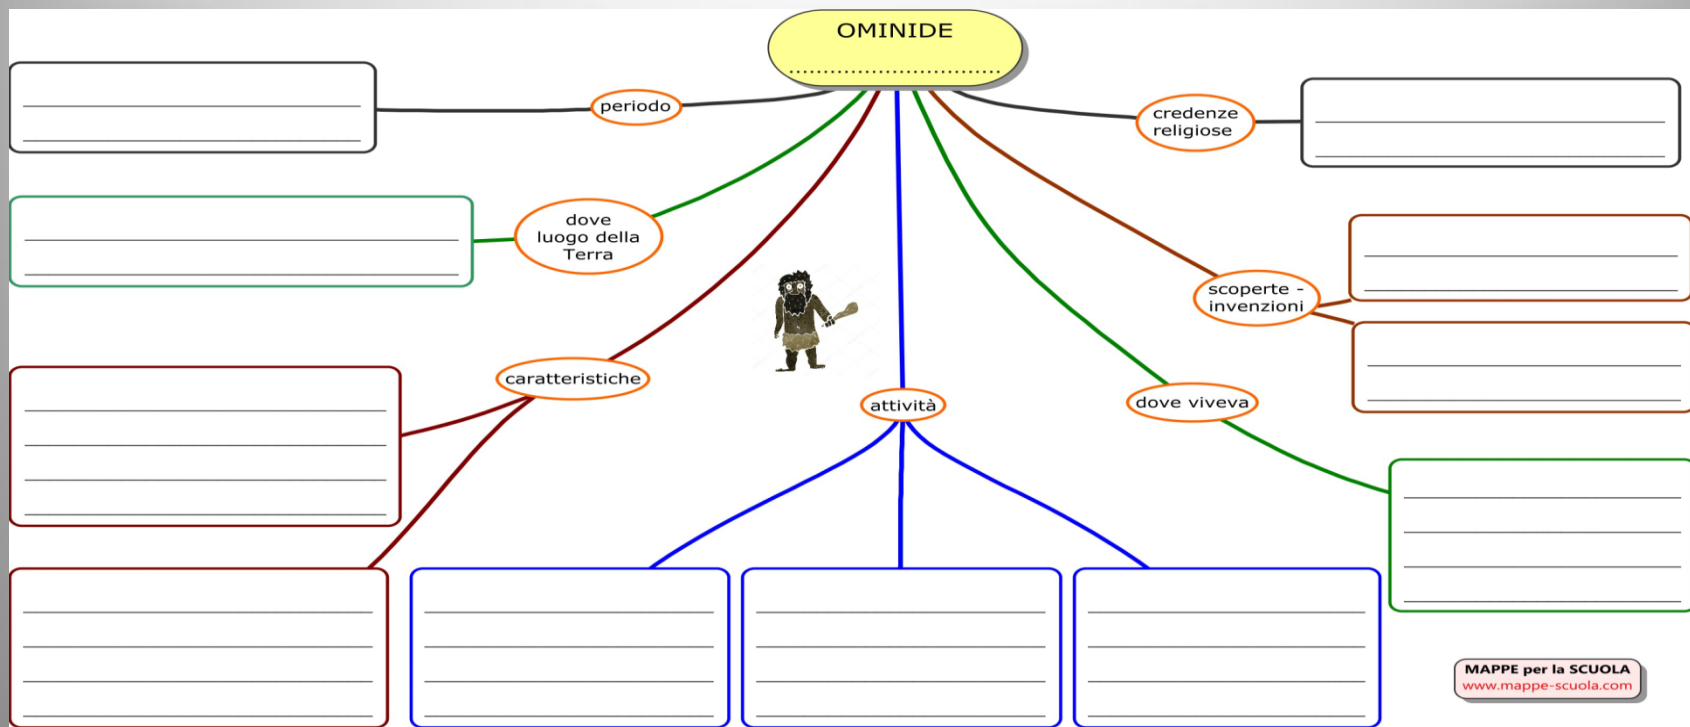 OMINIDE
...............................
periodo
credenze
religiose
dove
luogo della
Terra
scoperte -
invenzioni
caratteristiche
attività
dove viveva
MAPPE per la SCUOLA
www.mappe-scuola.com